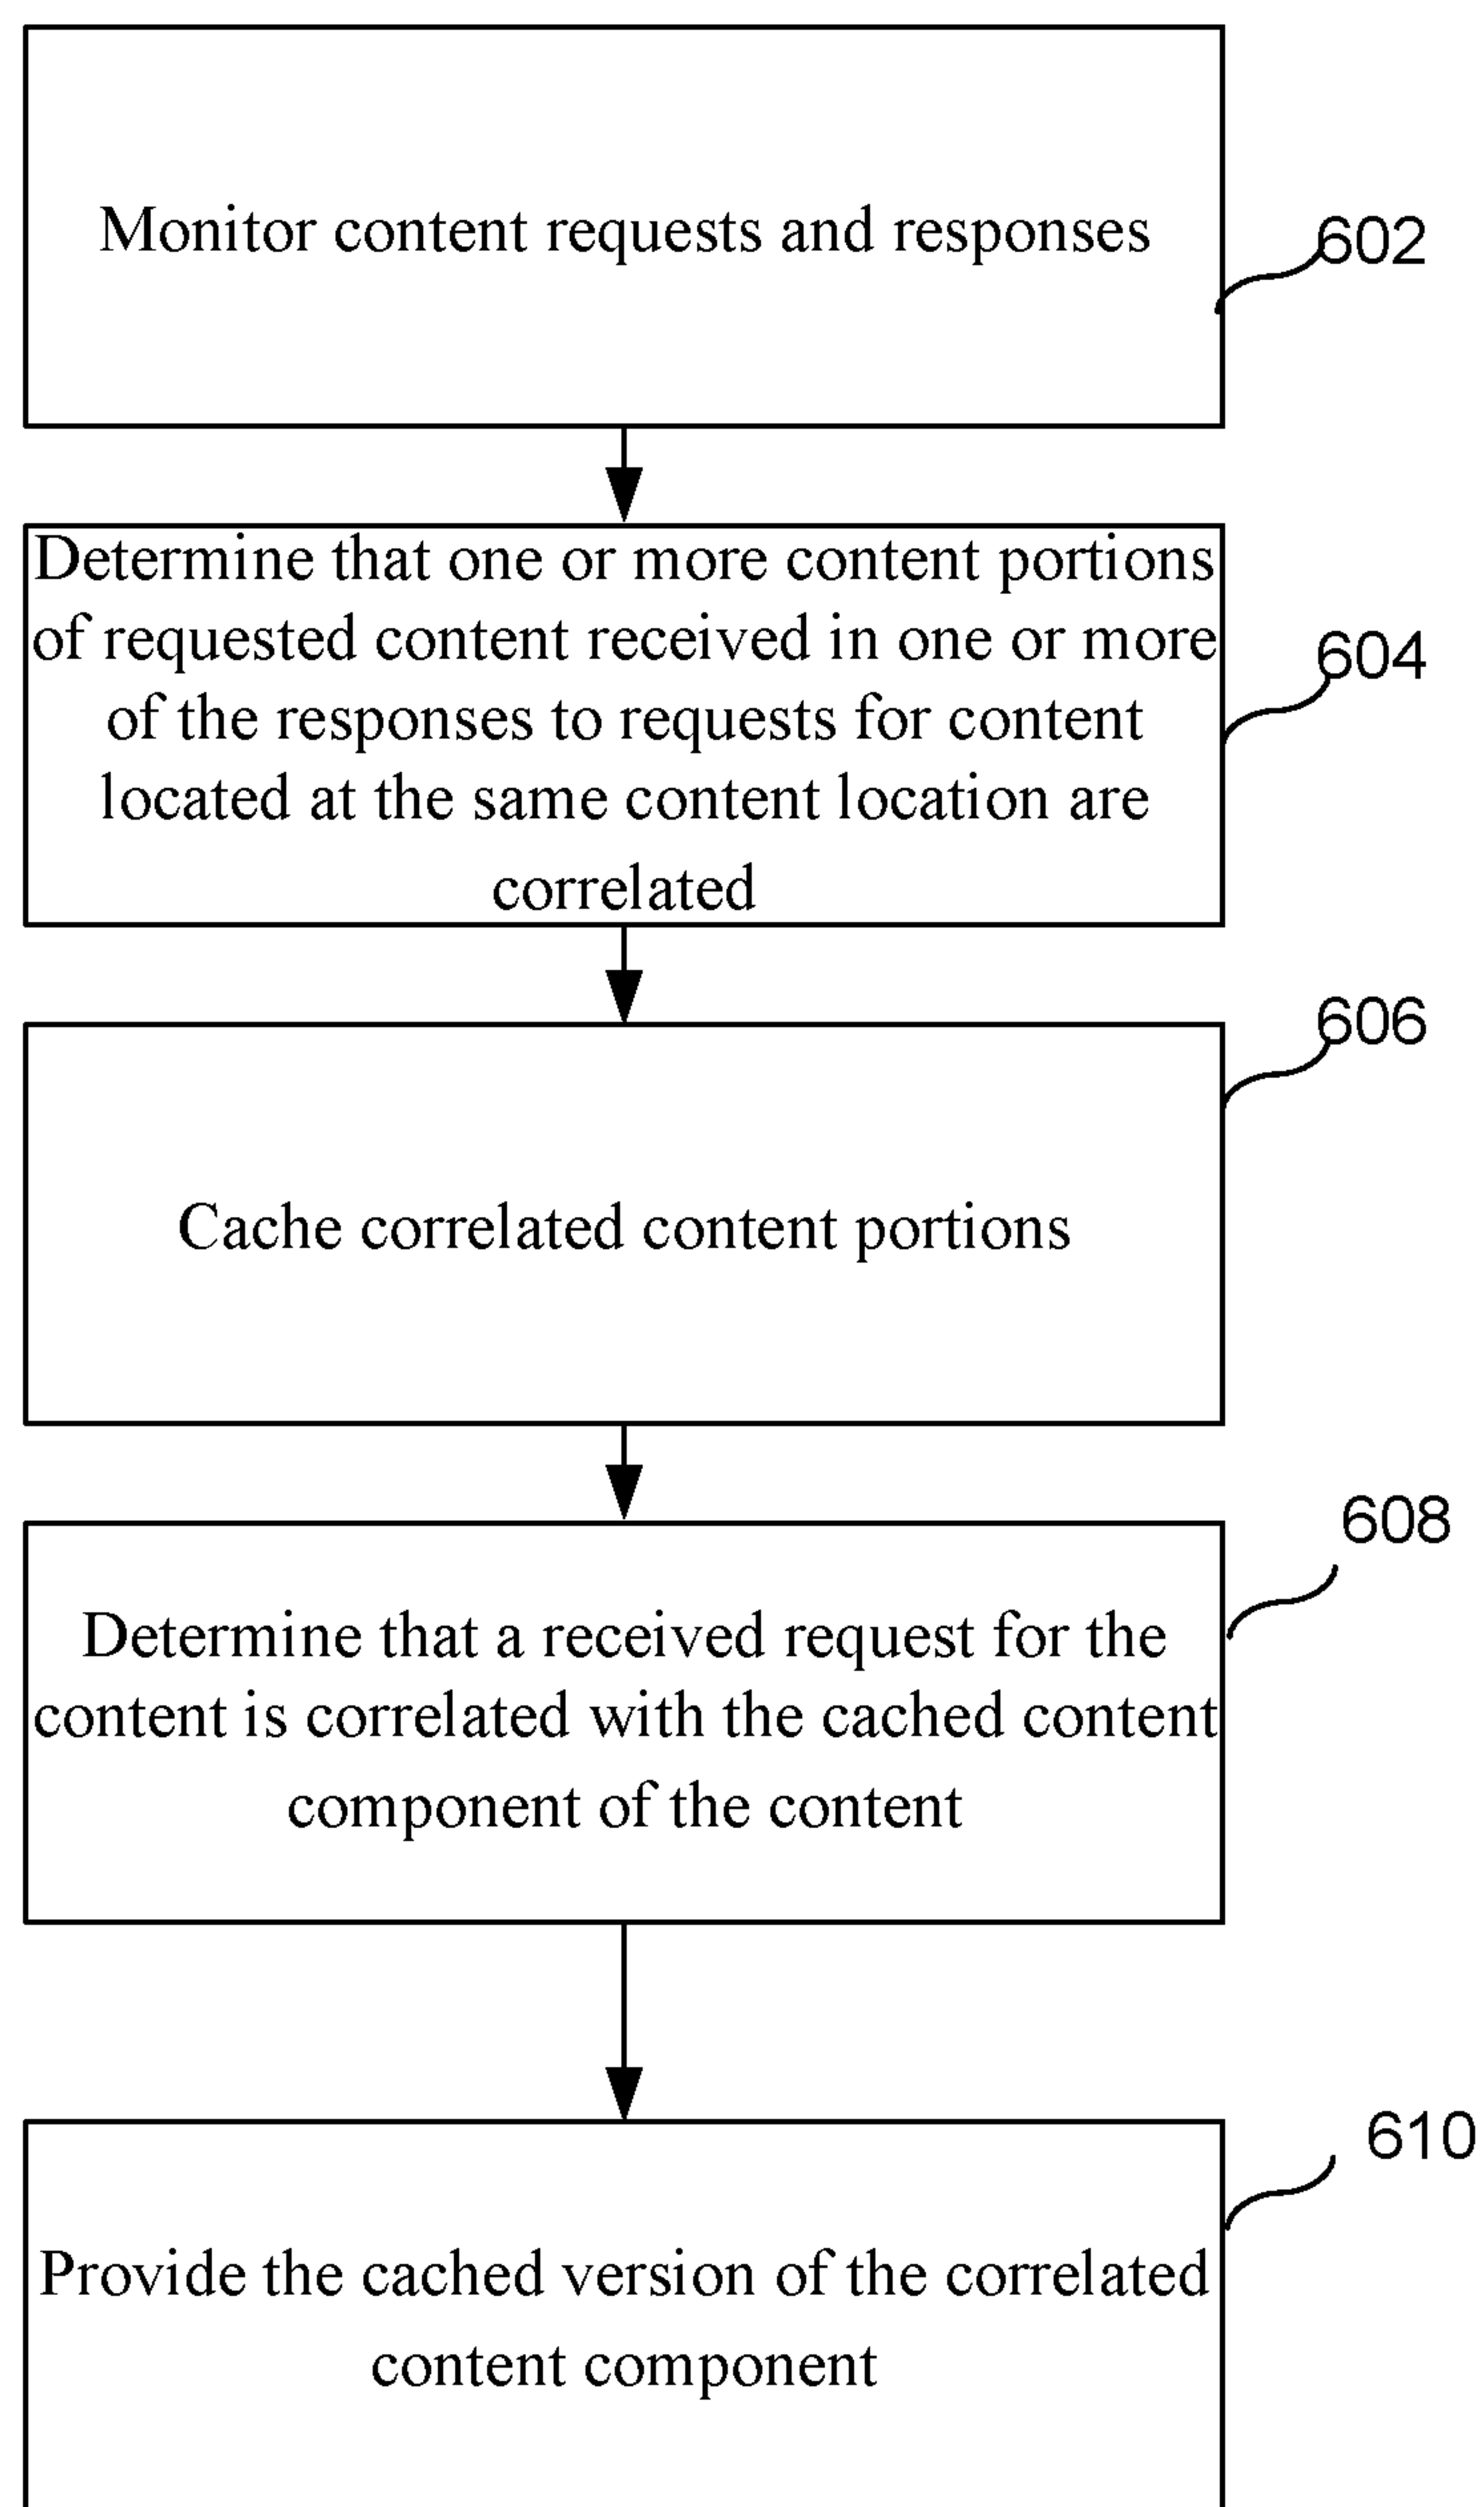 Monitor content requests and responses
602
Determine that one or more content portions
of requested content received in one or more
of the responses to requests for content
located at the same content location are
correlated
604
606
Cache correlated content portions
608
Determine that a received request for the
content is correlated with the cached content
component of the content
610
Provide the cached version of the correlated
content component